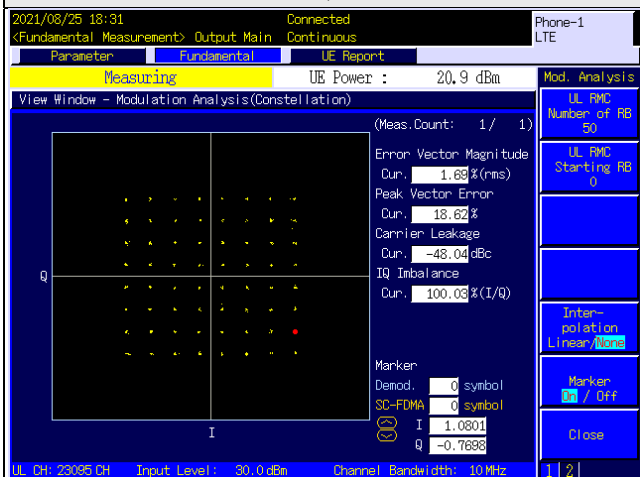 2021/08/25 18:31 Connected Phone-1
<Fundamental Measurement> Output Main Continuous LTE
Parameter Fundamental UE Report
Measuring UE Power : 20.9 dBm Mod. Analysis
View Window - Modulation Analysis(Constellation)
(Meas.Count: 1/ 1)
Error Vector Magnitude
Cur. 1.69 %(rms)
Peak Vector Error
Cur. 18.62 %
Carrier Leakage
Cur. -48.04 dBc
IQ Imbalance
Cur. 100.03 %(I/Q)
Q
I
Marker
Demod. 0 symbol
SC-FDMA 0 symbol
I 1.0801
Q -0.7698
UL RMC
Number of RB
50
UL RMC
Starting RB
0
Inter-
polation
Linear/None
Marker
On / Off
Close
UL CH: 23095 CH Input Level: 30.0 dBm Channel Bandwidth: 10 MHz 1 2